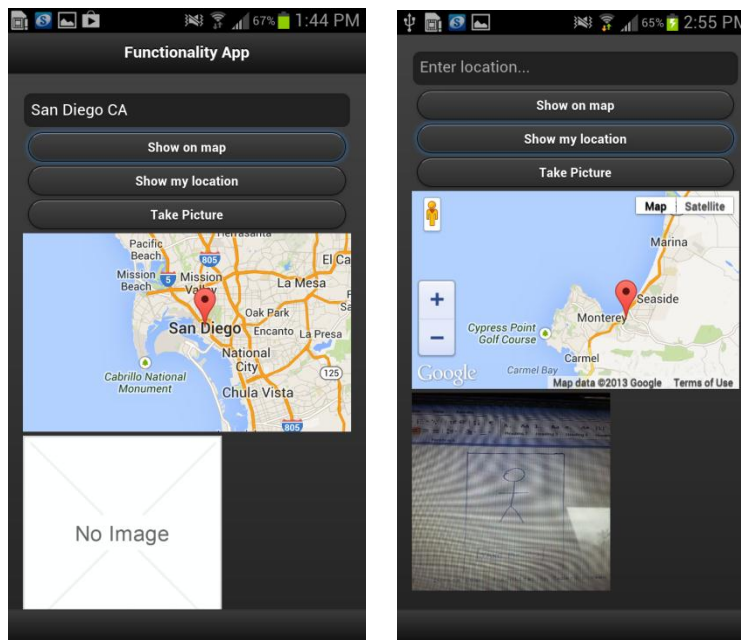 67% 1:44 PM
Functionality App
San Diego CA
Show on map
Show my location
Take Picture
Pacific
Beach
805
El Ca
Mission
Beach
5
Mission
Valley
La Mesa
Oak Park
San Diego
Encanto
La Presa
National
City
125
Cabrillo National
Monument
Chula Vista
805
No Image
65% 2:55 PM
Enter location...
Show on map
Show my location
Take Picture
Map Satellite
Marina
+
Seaside
Monterey
−
Cypress Point
Golf Course
Carmel
Google
Carmel Bay
Map data ©2013 Google Terms of Use